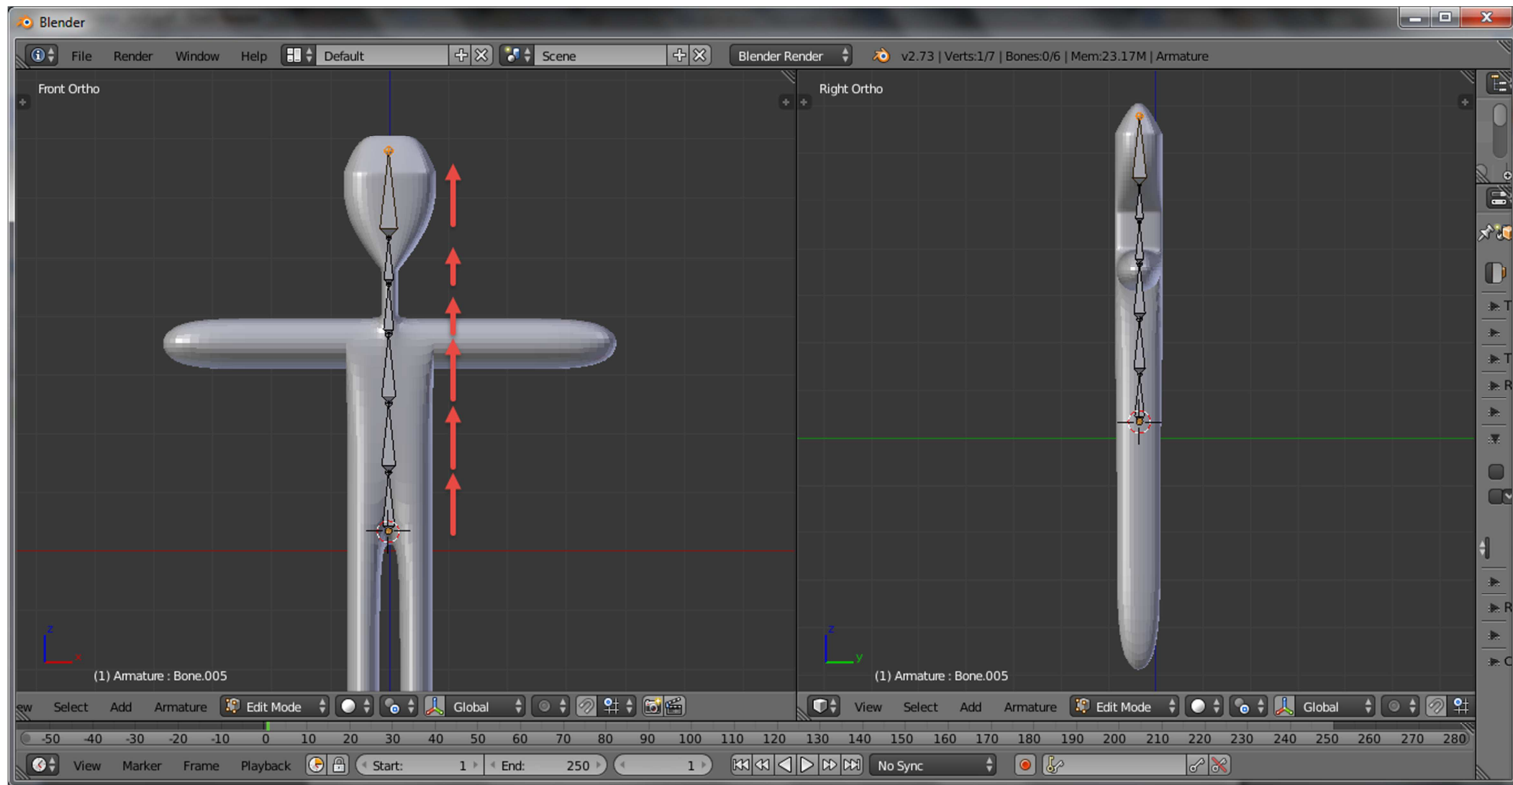 Blender
File Render Window Help Default Scene Blender Render v2.73 | Verts:1/7 | Bones:0/6 | Mem:23.17M | Armature
Front Ortho
Right Ortho
T
T
R
R
C
z
x
z
y
(1) Armature : Bone.005
(1) Armature : Bone.005
ew Select Add Armature Edit Mode Global
View Select Add Armature Edit Mode Global
-50 -40 -30 -20 -10 0 10 20 30 40 50 60 70 80 90 100 110 120 130 140 150 160 170 180 190 200 210 220 230 240 250 260 270 280
View Marker Frame Playback Start: 1 End: 250 1 No Sync